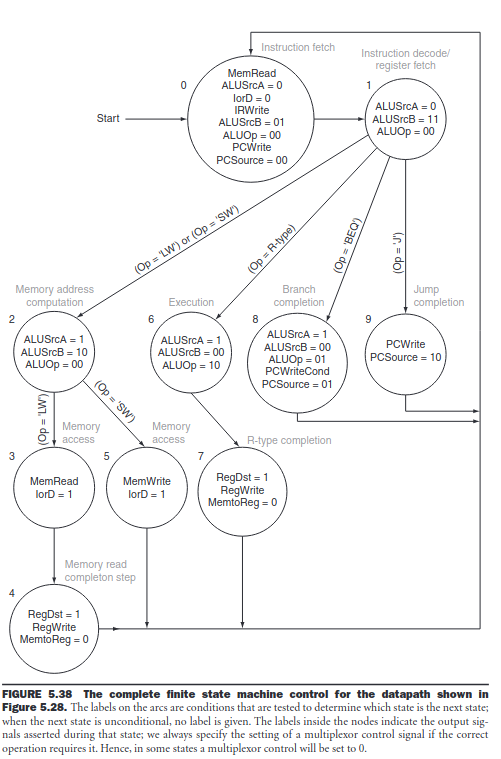 Instruction fetch
0
MemRead
ALUSrcA = 0
IorD = 0
IRWrite
ALUSrcB = 01
ALUOp = 00
PCWrite
PCSource = 00
Start
Instruction decode/
register fetch
1
ALUSrcA = 0
ALUSrcB = 11
ALUOp = 00
(Op = 'LW') or (Op = 'SW')
(Op = R-type)
(Op = 'BEQ')
(Op = 'J')
Memory address
computation
2
ALUSrcA = 1
ALUSrcB = 10
ALUOp = 00
Execution
6
ALUSrcA = 1
ALUSrcB = 00
ALUOp = 10
Branch
completion
8
ALUSrcA = 1
ALUSrcB = 00
ALUOp = 01
PCWriteCond
PCSource = 01
Jump
completion
9
PCWrite
PCSource = 10
(Op = 'LW')
(Op = 'SW')
Memory
access
3
MemRead
IorD = 1
Memory
access
5
MemWrite
IorD = 1
R-type completion
7
RegDst = 1
RegWrite
MemtoReg = 0
Memory read
completon step
4
RegDst = 1
RegWrite
MemtoReg = 0
FIGURE 5.38 The complete finite state machine control for the datapath shown in
Figure 5.28. The labels on the arcs are conditions that are tested to determine which state is the next state;
when the next state is unconditional, no label is given. The labels inside the nodes indicate the output sig-
nals asserted during that state; we always specify the setting of a multiplexor control signal if the correct
operation requires it. Hence, in some states a multiplexor control will be set to 0.